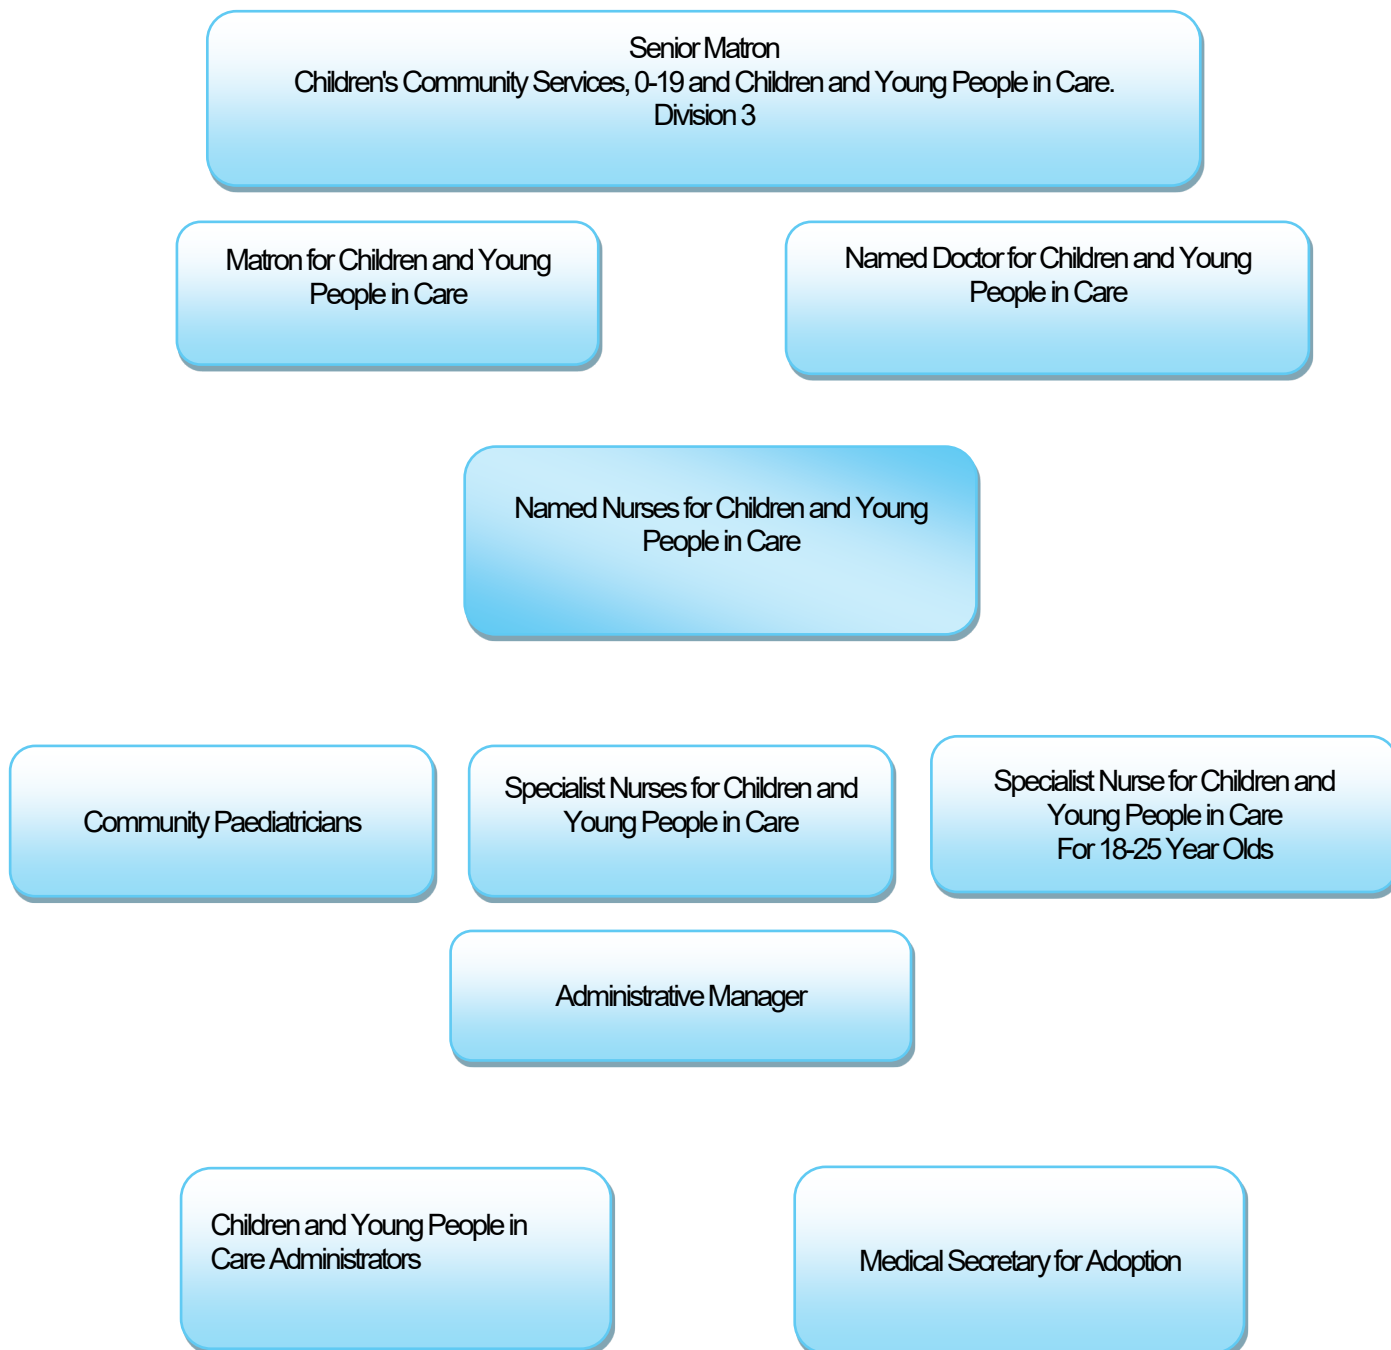 Senior Matron
Children's Community Services, 0-19 and Children and Young People in Care.
Division 3
Matron for Children and Young
People in Care
Named Doctor for Children and Young
People in Care
Named Nurses for Children and Young
People in Care
Community Paediatricians
Specialist Nurses for Children and
Young People in Care
Specialist Nurse for Children and
Young People in Care
For 18-25 Year Olds
Administrative Manager
Children and Young People in
Care Administrators
Medical Secretary for Adoption